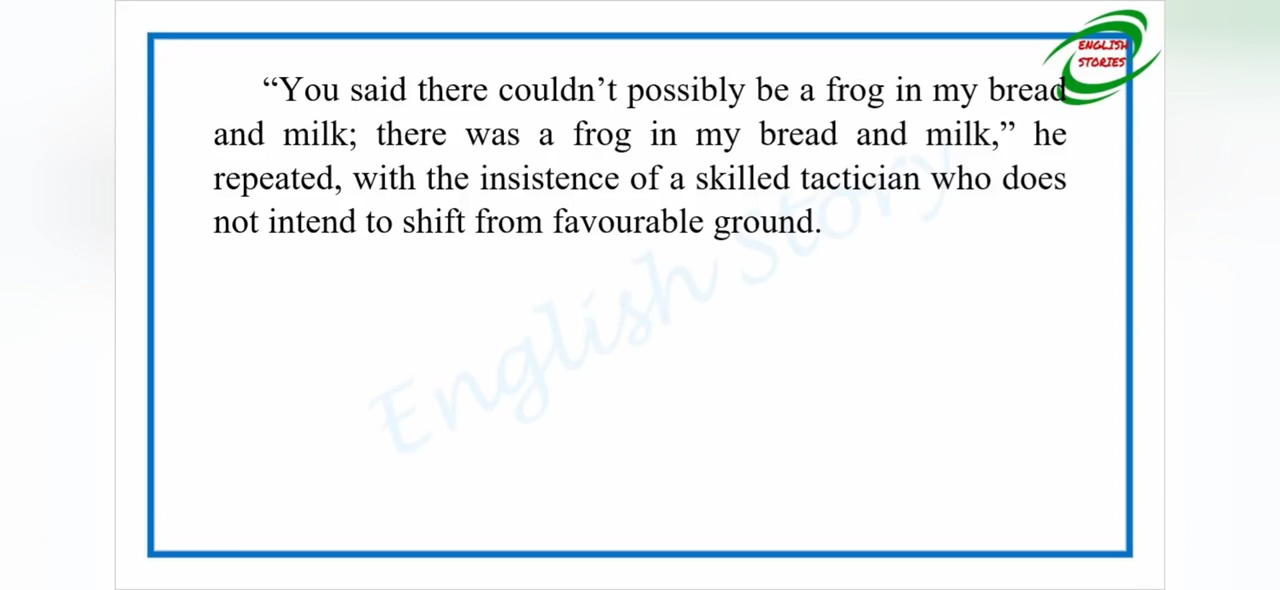 ENGLISH
STORIES
“You said there couldn’t possibly be a frog in my bread
and milk; there was a frog in my bread and milk,” he
repeated, with the insistence of a skilled tactician who does
not intend to shift from favourable ground.
English Story